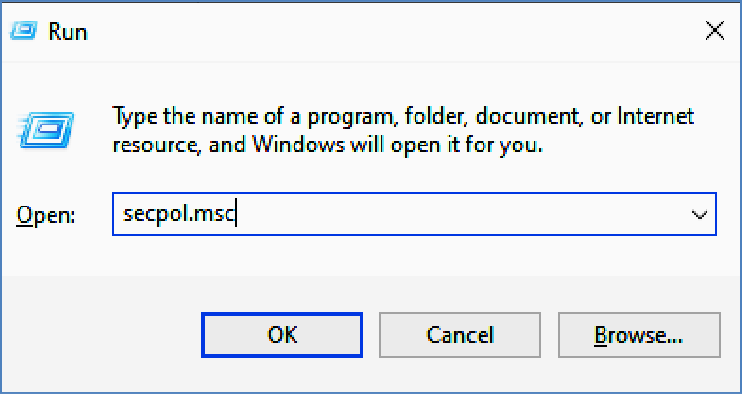 Run
Type the name of a program, folder, document, or Internet
resource, and Windows will open it for you.
Open: secpol.msc
OK Cancel Browse...